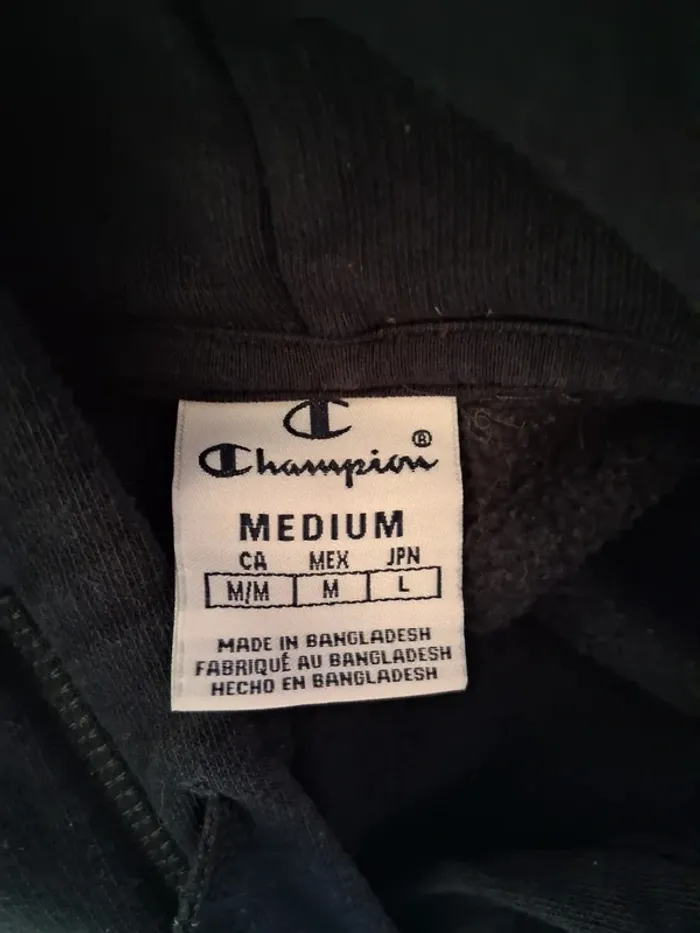 Champion®
MEDIUM
CA MEX JPN
M/M M L
MADE IN BANGLADESH
FABRIQUÉ AU BANGLADESH
HECHO EN BANGLADESH